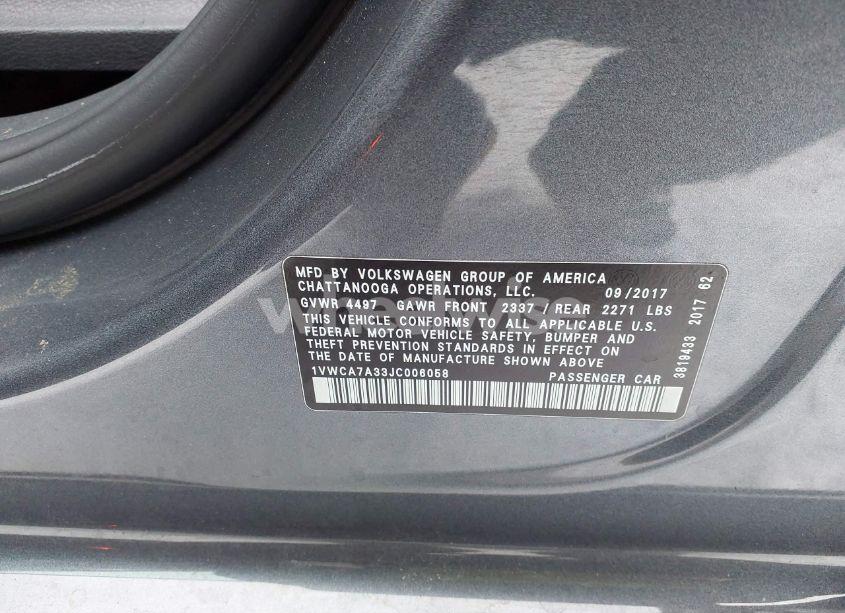 MFD BY VOLKSWAGEN GROUP OF AMERICA
CHATTANOOGA OPERATIONS, LLC. 09/2017
GVWR 4497 GAWR FRONT 2337 / REAR 2271 LBS
THIS VEHICLE CONFORMS TO ALL APPLICABLE U.S.
FEDERAL MOTOR VEHICLE SAFETY, BUMPER AND
THEFT PREVENTION STANDARDS IN EFFECT ON
THE DATE OF MANUFACTURE SHOWN ABOVE
1VWCA7A33JC006058 PASSENGER CAR
3819433 2017 62